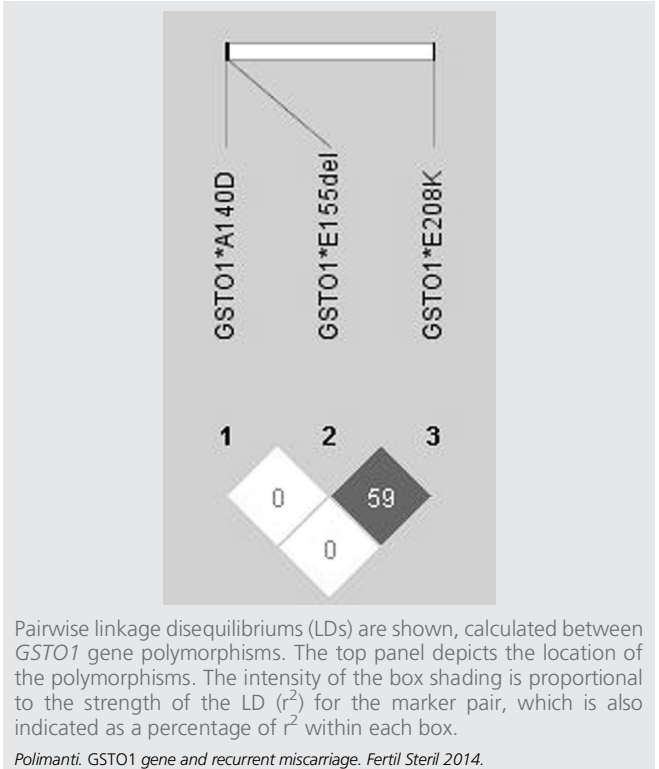 GSTO1*A140D
GSTO1*E155del
GSTO1*E208K
1 2 3
0 59
0
Pairwise linkage disequilibriums (LDs) are shown, calculated between
GSTO1 gene polymorphisms. The top panel depicts the location of
the polymorphisms. The intensity of the box shading is proportional
to the strength of the LD (r²) for the marker pair, which is also
indicated as a percentage of r² within each box.
Polimanti. GSTO1 gene and recurrent miscarriage. Fertil Steril 2014.